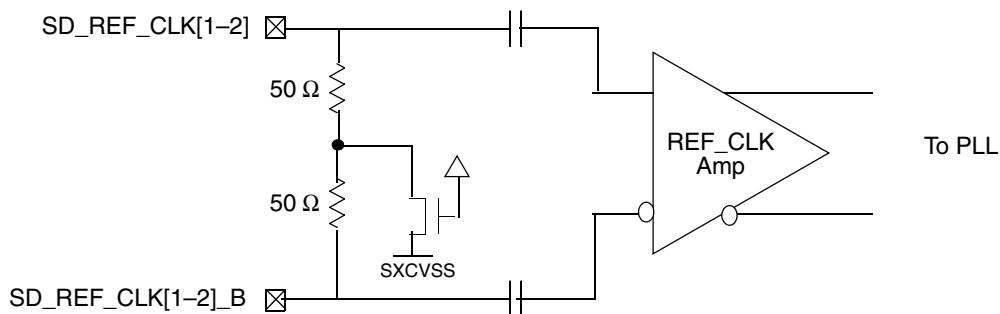 SD_REF_CLK[1–2]
50 Ω
REF_CLK
Amp
To PLL
50 Ω
SXCVSS
SD_REF_CLK[1–2]_B